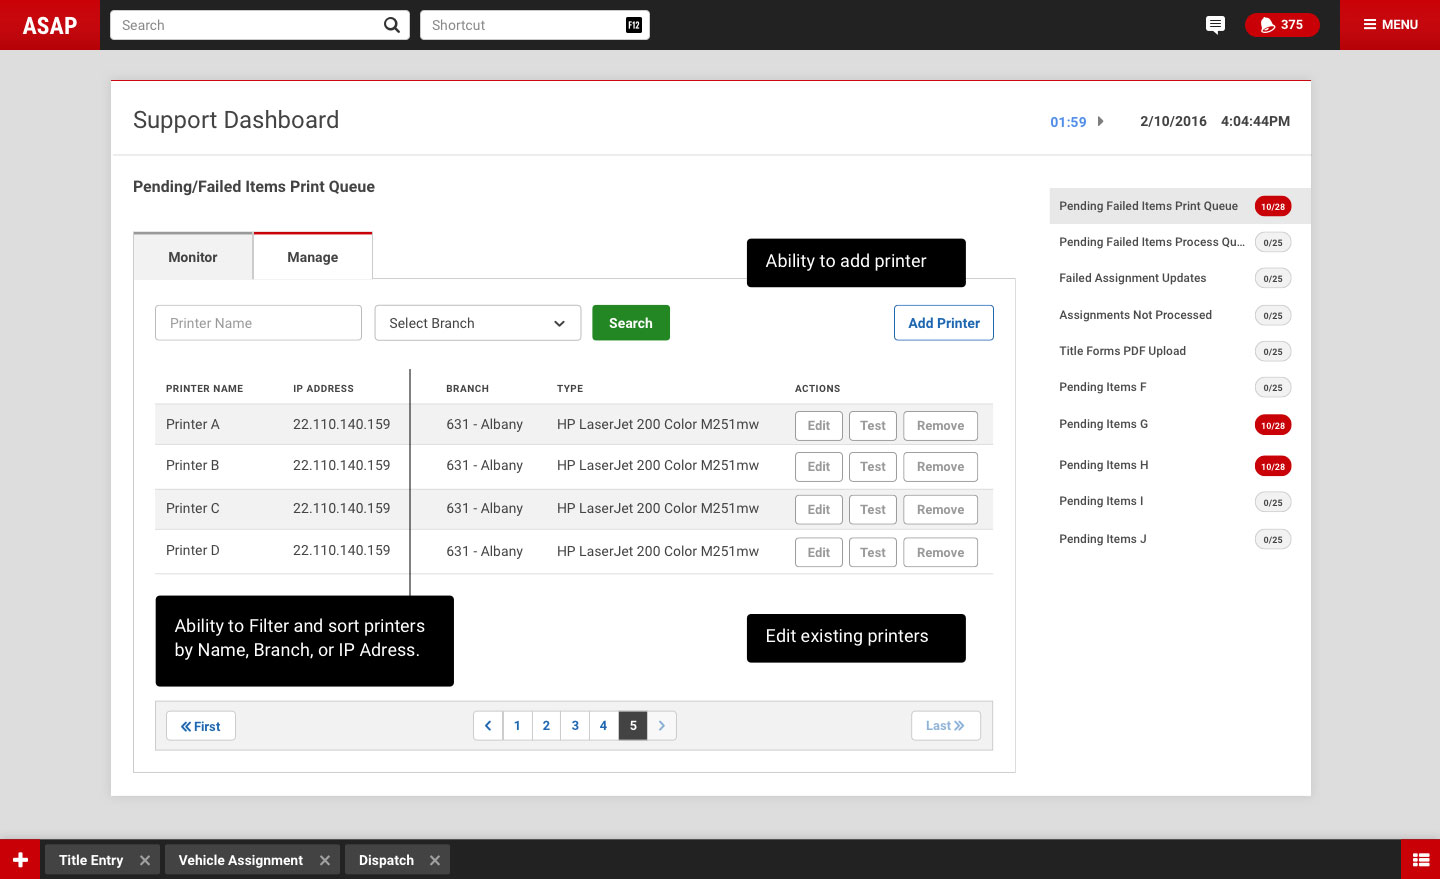 ASAP Search Shortcut F12 375 MENU
Support Dashboard 01:59 2/10/2016 4:04:44PM
Pending/Failed Items Print Queue
Monitor Manage
Ability to add printer
Printer Name Select Branch Search Add Printer
PRINTER NAME IP ADDRESS BRANCH TYPE ACTIONS
Printer A 22.110.140.159 631 - Albany HP LaserJet 200 Color M251mw Edit Test Remove
Printer B 22.110.140.159 631 - Albany HP LaserJet 200 Color M251mw Edit Test Remove
Printer C 22.110.140.159 631 - Albany HP LaserJet 200 Color M251mw Edit Test Remove
Printer D 22.110.140.159 631 - Albany HP LaserJet 200 Color M251mw Edit Test Remove
Ability to Filter and sort printers
by Name, Branch, or IP Adress.
Edit existing printers
First 1 2 3 4 5 Last
Pending Failed Items Print Queue 10/28
Pending Failed Items Process Qu... 0/25
Failed Assignment Updates 0/25
Assignments Not Processed 0/25
Title Forms PDF Upload 0/25
Pending Items F 0/25
Pending Items G 10/28
Pending Items H 10/28
Pending Items I 0/25
Pending Items J 0/25
Title Entry Vehicle Assignment Dispatch